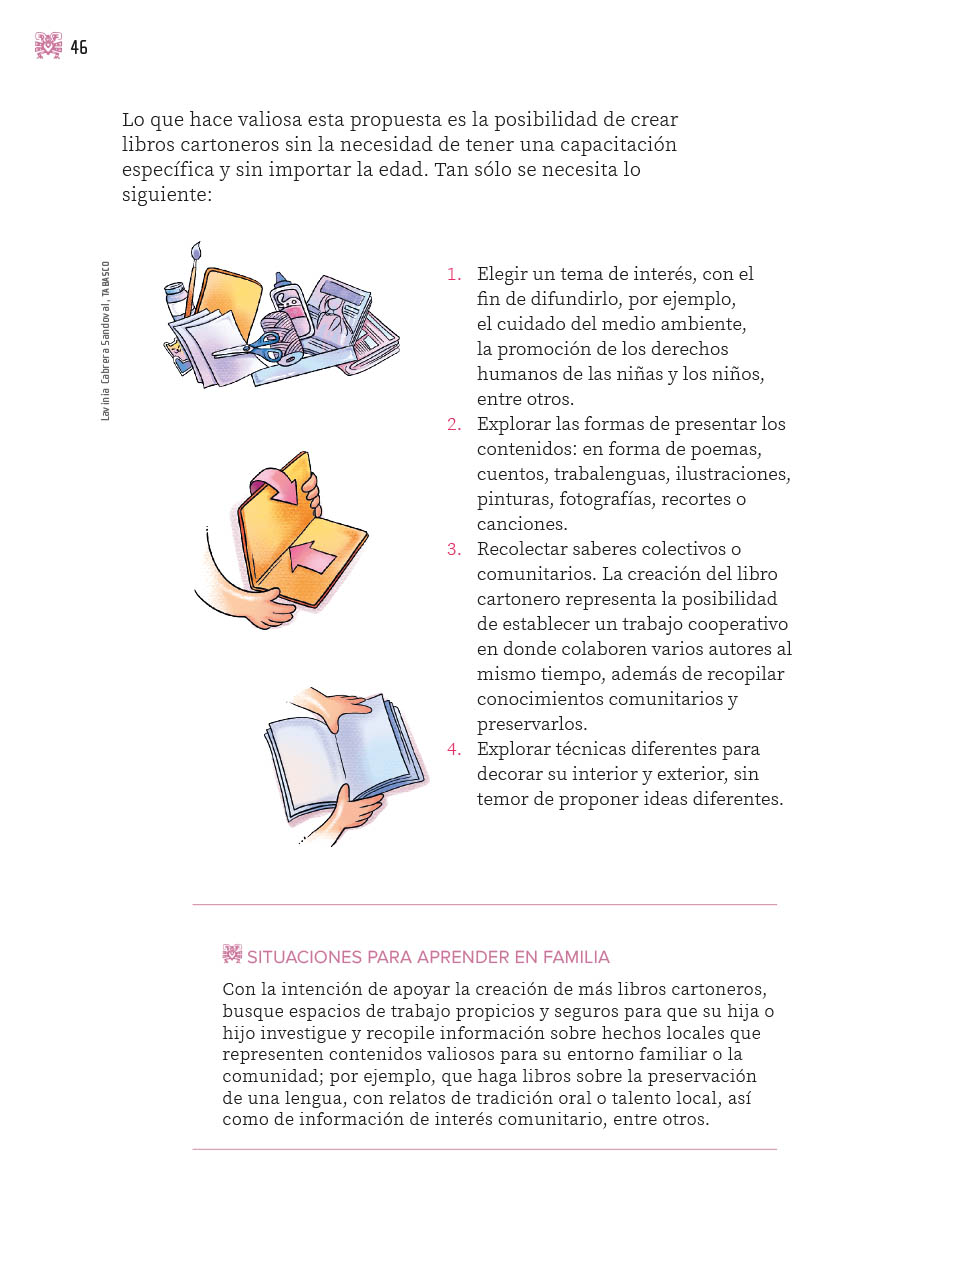 46
Lo que hace valiosa esta propuesta es la posibilidad de crear
libros cartoneros sin la necesidad de tener una capacitación
específica y sin importar la edad. Tan sólo se necesita lo
siguiente:
Lavinia Cabrera Sandoval, TABASCO
1. Elegir un tema de interés, con el
fin de difundirlo, por ejemplo,
el cuidado del medio ambiente,
la promoción de los derechos
humanos de las niñas y los niños,
entre otros.
2. Explorar las formas de presentar los
contenidos: en forma de poemas,
cuentos, trabalenguas, ilustraciones,
pinturas, fotografías, recortes o
canciones.
3. Recolectar saberes colectivos o
comunitarios. La creación del libro
cartonero representa la posibilidad
de establecer un trabajo cooperativo
en donde colaboren varios autores al
mismo tiempo, además de recopilar
conocimientos comunitarios y
preservarlos.
4. Explorar técnicas diferentes para
decorar su interior y exterior, sin
temor de proponer ideas diferentes.
SITUACIONES PARA APRENDER EN FAMILIA
Con la intención de apoyar la creación de más libros cartoneros,
busque espacios de trabajo propicios y seguros para que su hija o
hijo investigue y recopile información sobre hechos locales que
representen contenidos valiosos para su entorno familiar o la
comunidad; por ejemplo, que haga libros sobre la preservación
de una lengua, con relatos de tradición oral o talento local, así
como de información de interés comunitario, entre otros.